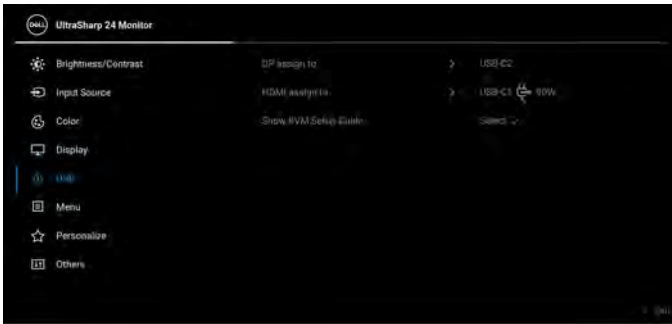 DELL UltraSharp 24 Monitor
Brightness/Contrast DP assign to USB-C2
Input Source HDMI assign to USB-C1 90W
Color Show KVM Setup Guide Select
Display
USB
Menu
Personalize
Others
Exit